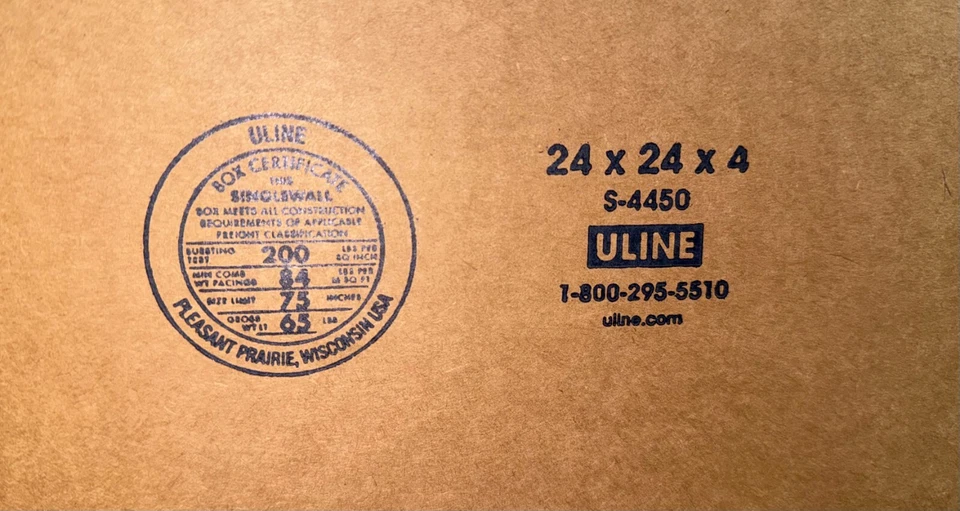 ULINE
BOX CERTIFICATE
THIS
SINGLEWALL
BOX MEETS ALL CONSTRUCTION
REQUIREMENTS OF APPLICABLE
FREIGHT CLASSIFICATION
BURSTING TEST 200 LBS PER SQ INCH
MIN COMB WT FACINGS 84 LBS PER M SQ FT
SIZE LIMIT 75 INCHES
GROSS WT LT 65 LBS
PLEASANT PRAIRIE, WISCONSIN USA
24 x 24 x 4
S-4450
ULINE
1-800-295-5510
uline.com